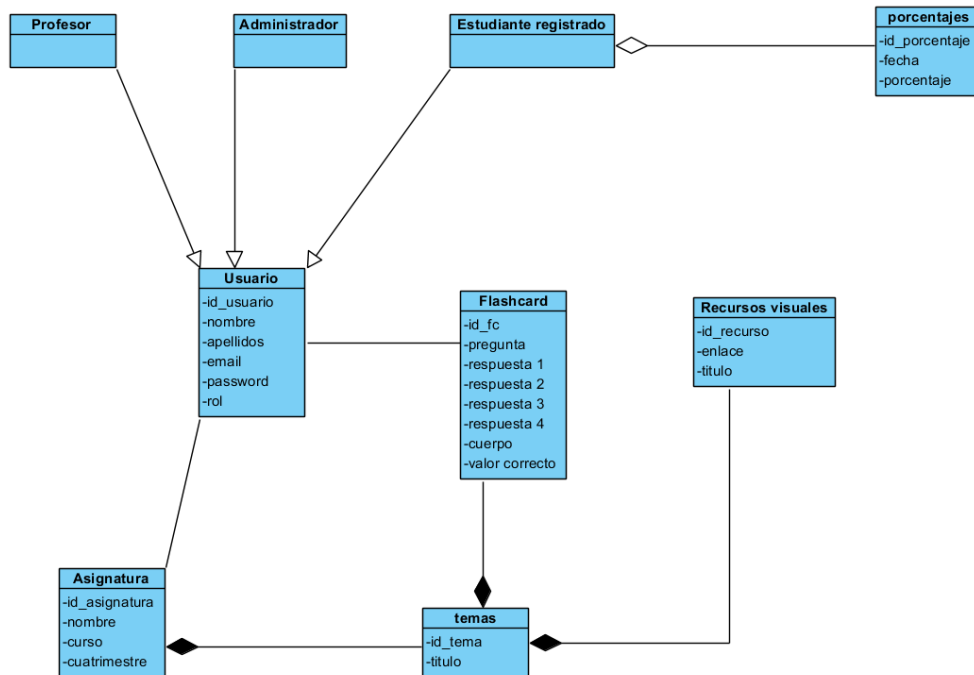 Profesor
Administrador
Estudiante registrado
porcentajes
-id_porcentaje
-fecha
-porcentaje
Usuario
-id_usuario
-nombre
-apellidos
-email
-password
-rol
Flashcard
-id_fc
-pregunta
-respuesta 1
-respuesta 2
-respuesta 3
-respuesta 4
-cuerpo
-valor correcto
Recursos visuales
-id_recurso
-enlace
-titulo
Asignatura
-id_asignatura
-nombre
-curso
-cuatrimestre
temas
-id_tema
-titulo